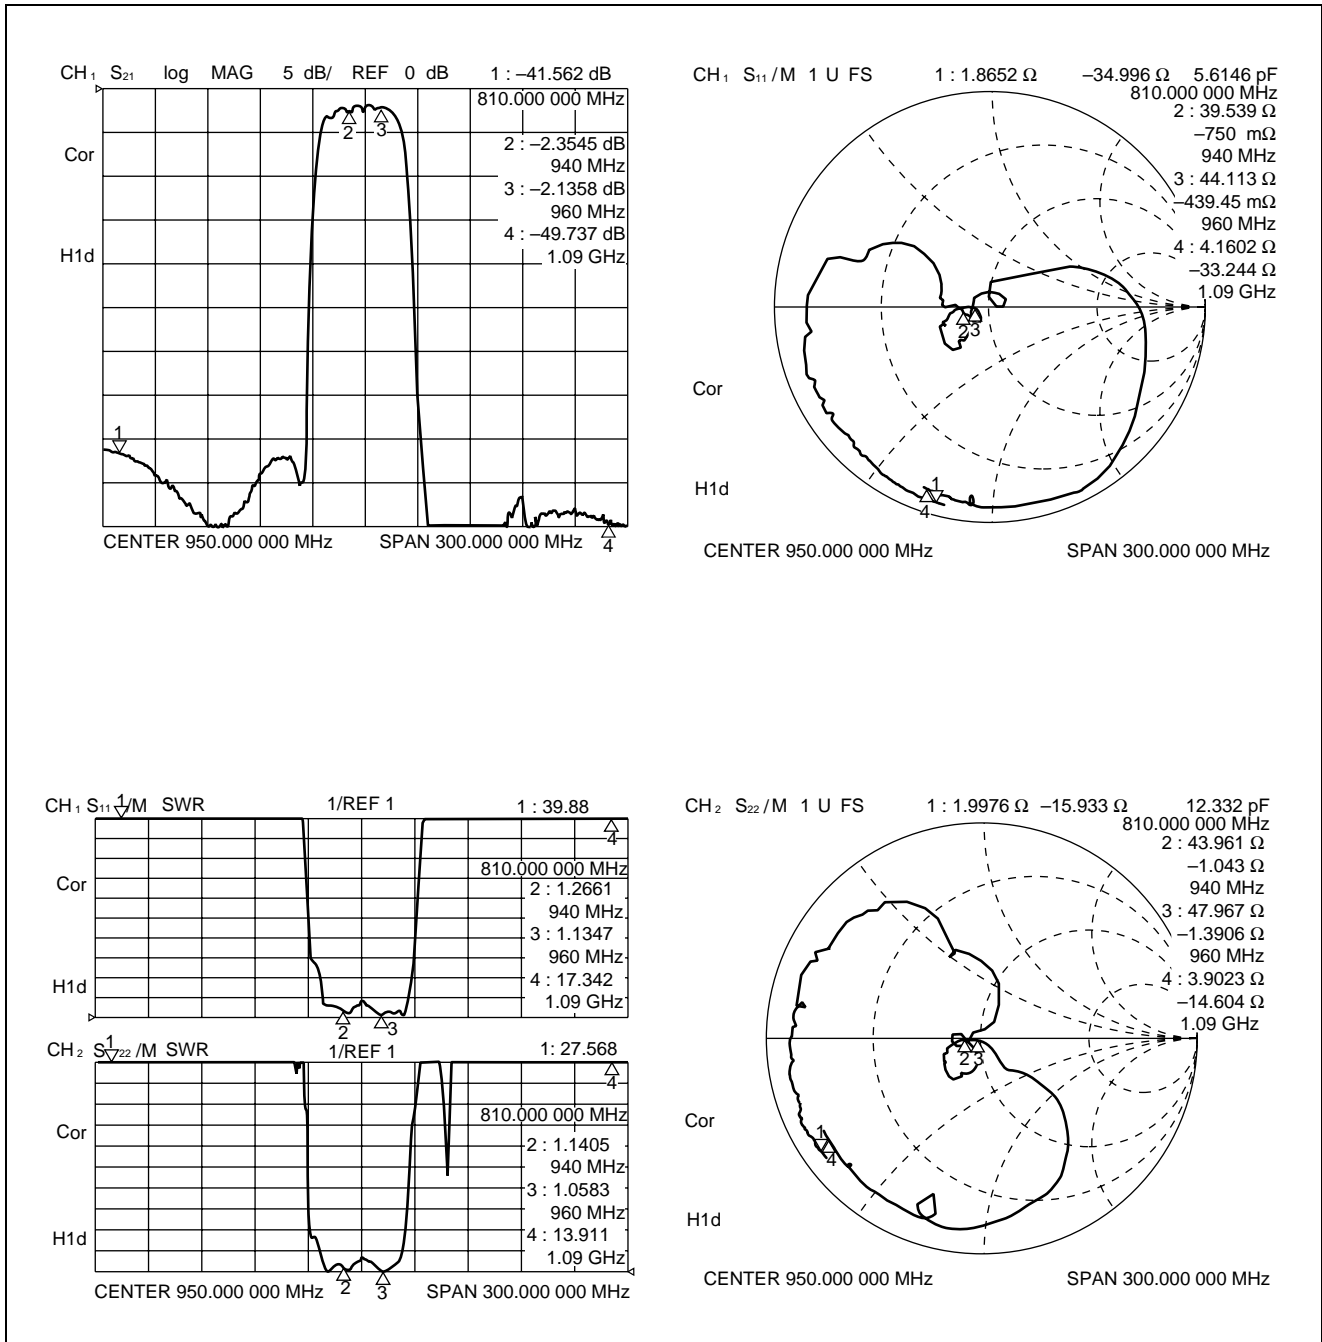 CH1 S21 log MAG 5 dB/ REF 0 dB 1 : –41.562 dB
810.000 000 MHz
2 : –2.3545 dB
940 MHz
3 : –2.1358 dB
960 MHz
4 : –49.737 dB
1.09 GHz
Cor
H1d
1
2
3
4
CENTER 950.000 000 MHz SPAN 300.000 000 MHz
CH1 S11 /M 1 U FS 1 : 1.8652 Ω –34.996 Ω 5.6146 pF
810.000 000 MHz
2 : 39.539 Ω
–750 mΩ
940 MHz
3 : 44.113 Ω
–439.45 mΩ
960 MHz
4 : 4.1602 Ω
–33.244 Ω
1.09 GHz
2
3
Cor
H1d
1
4
CENTER 950.000 000 MHz SPAN 300.000 000 MHz
CH1 S11 1/M SWR 1/REF 1 1 : 39.88
4
810.000 000 MHz
Cor
2 : 1.2661
940 MHz
3 : 1.1347
960 MHz
4 : 17.342
1.09 GHz
H1d
2
3
CH2 S22 /M SWR 1/REF 1 1: 27.568
1
4
810.000 000 MHz
Cor
2 : 1.1405
940 MHz
3 : 1.0583
960 MHz
4 : 13.911
1.09 GHz
H1d
2
3
CENTER 950.000 000 MHz SPAN 300.000 000 MHz
CH2 S22 /M 1 U FS 1 : 1.9976 Ω –15.933 Ω 12.332 pF
810.000 000 MHz
2 : 43.961 Ω
–1.043 Ω
940 MHz
3 : 47.967 Ω
–1.3906 Ω
960 MHz
4 : 3.9023 Ω
–14.604 Ω
1.09 GHz
2
3
Cor
1
4
H1d
CENTER 950.000 000 MHz SPAN 300.000 000 MHz